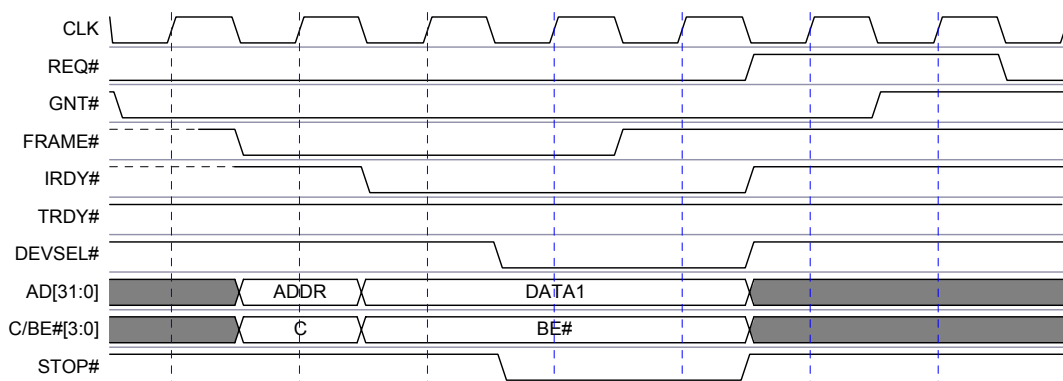 CLK
REQ#
GNT#
FRAME#
IRDY#
TRDY#
DEVSEL#
AD[31:0] ADDR DATA1
C/BE#[3:0] C BE#
STOP#